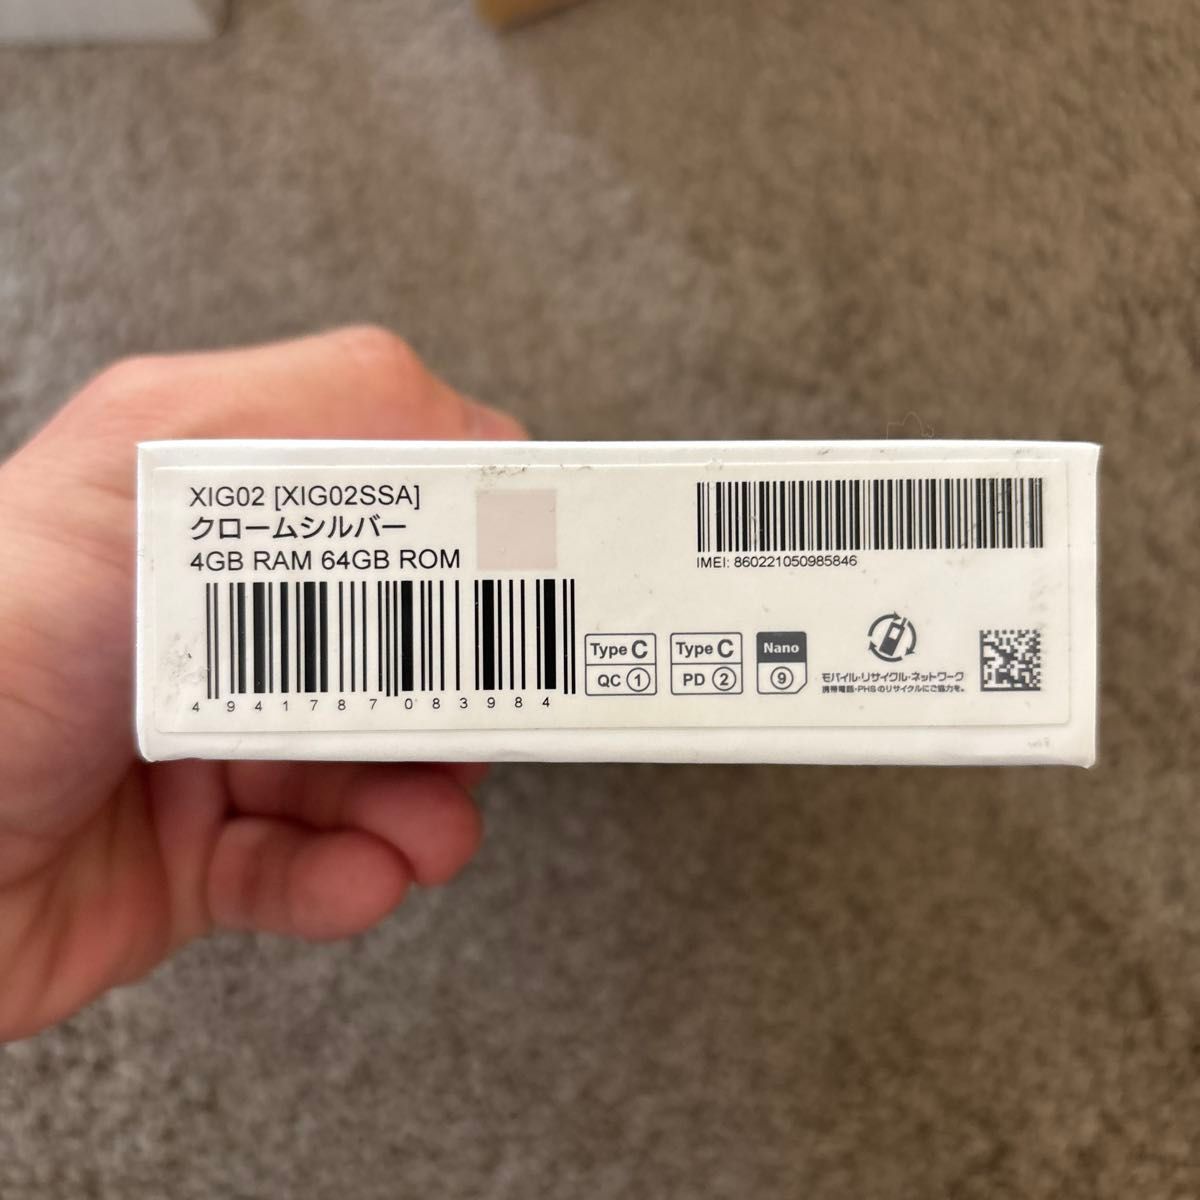 XIG02 [XIG02SSA]
クロームシルバー
4GB RAM 64GB ROM
4941787083984
IMEI: 860221050985846
Type C
QC ①
Type C
PD ②
Nano
⑨
モバイル・リサイクル・ネットワーク
携帯電話・PHSのリサイクルにご協力を。